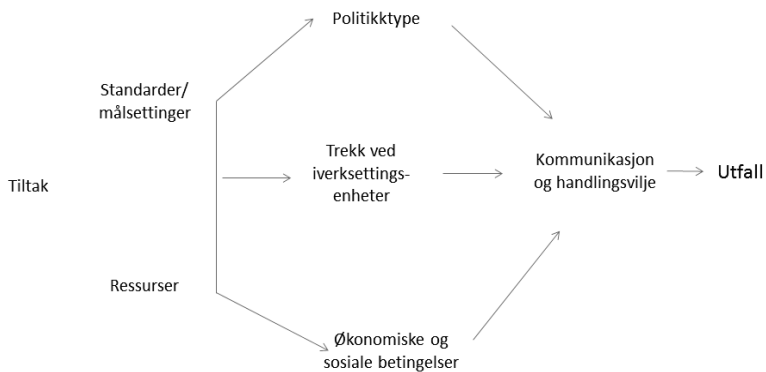 Politikktype
Standarder/
målsettinger
Trekk ved
iverksettings-
enheter
Kommunikasjon
og handlingsvilje
Utfall
Tiltak
Ressurser
Økonomiske og
sosiale betingelser